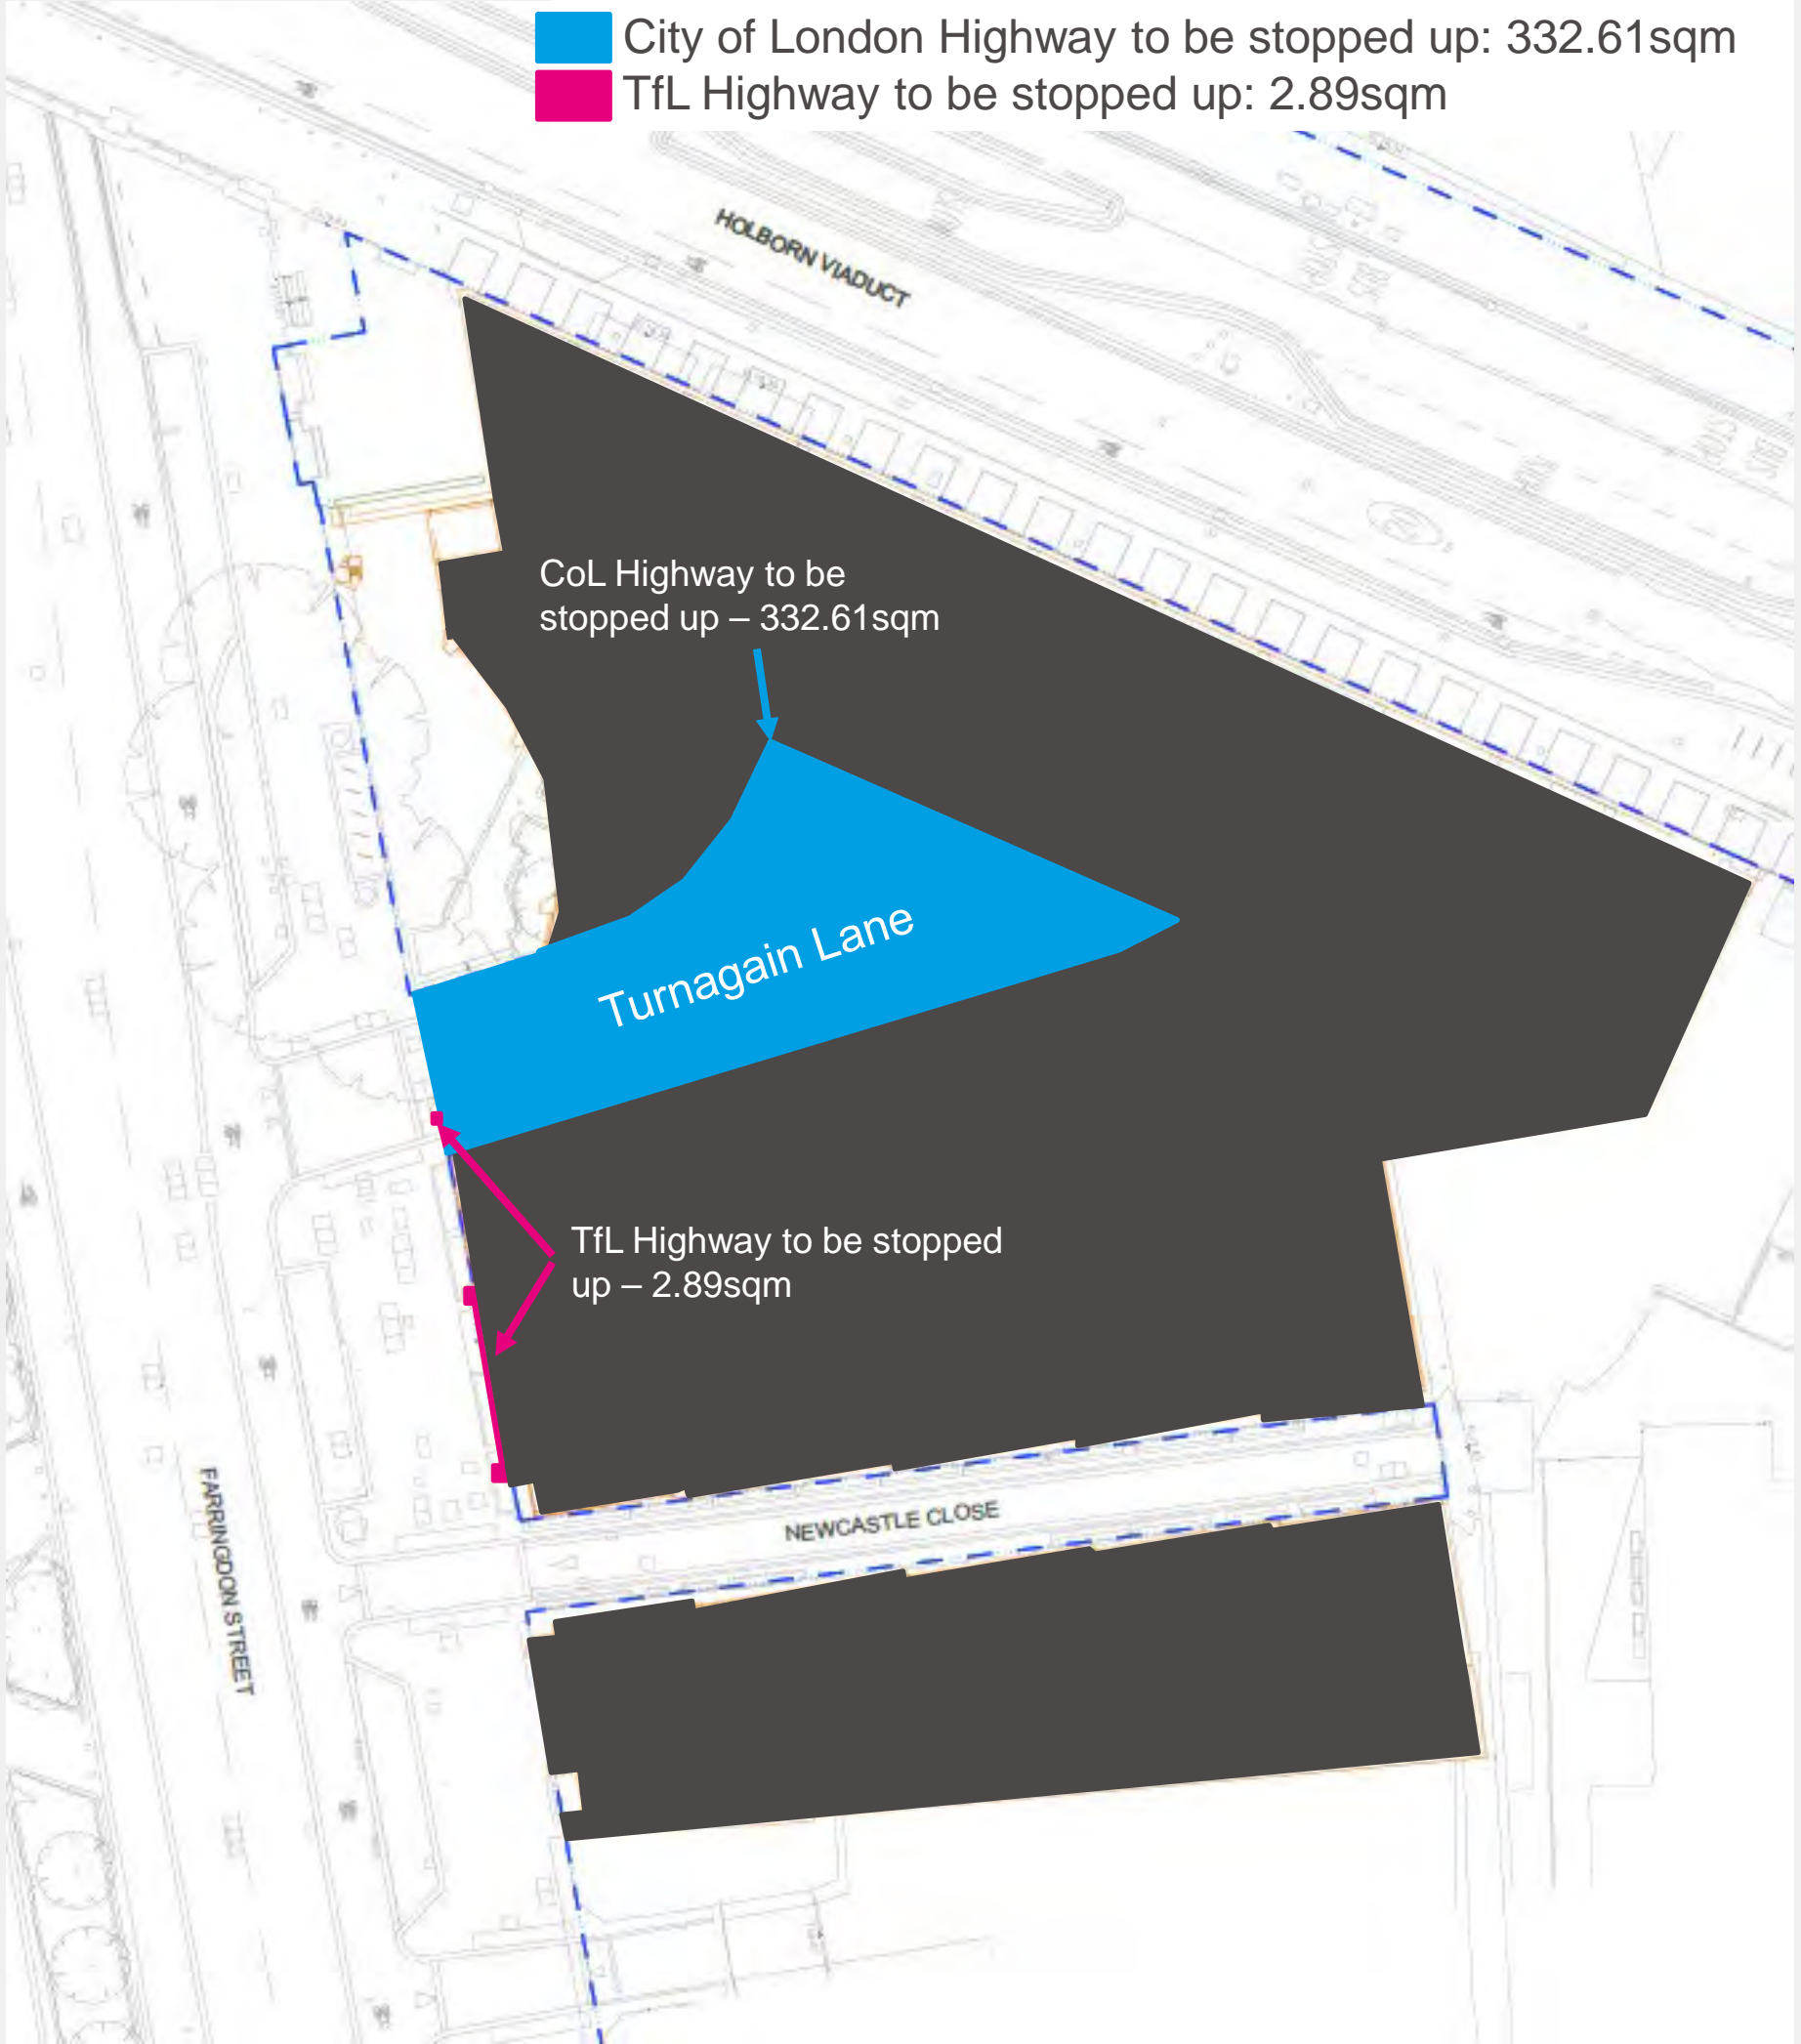 City of London Highway to be stopped up: 332.61sqm
TfL Highway to be stopped up: 2.89sqm
HOLBORN VIADUCT
CoL Highway to be
stopped up – 332.61sqm
Turnagain Lane
TfL Highway to be stopped
up – 2.89sqm
NEWCASTLE CLOSE
FARRINGDON STREET